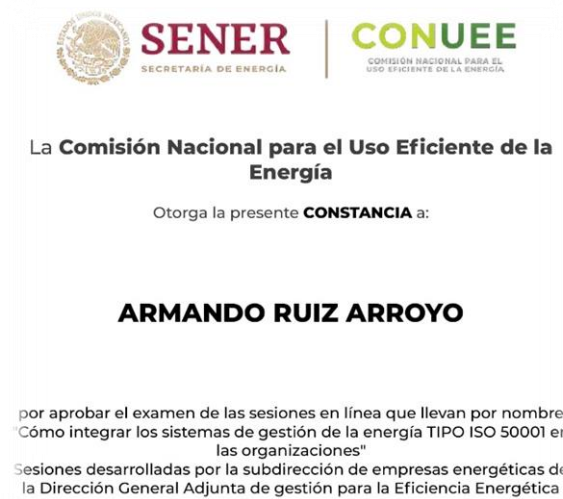 SENER
SECRETARÍA DE ENERGÍA
CONUEE
COMISIÓN NACIONAL PARA EL
USO EFICIENTE DE LA ENERGÍA
La Comisión Nacional para el Uso Eficiente de la
Energía
Otorga la presente CONSTANCIA a:
ARMANDO RUIZ ARROYO
por aprobar el examen de las sesiones en línea que llevan por nombre
"Cómo integrar los sistemas de gestión de la energía TIPO ISO 50001 en
las organizaciones"
Sesiones desarrolladas por la subdirección de empresas energéticas de
la Dirección General Adjunta de gestión para la Eficiencia Energética